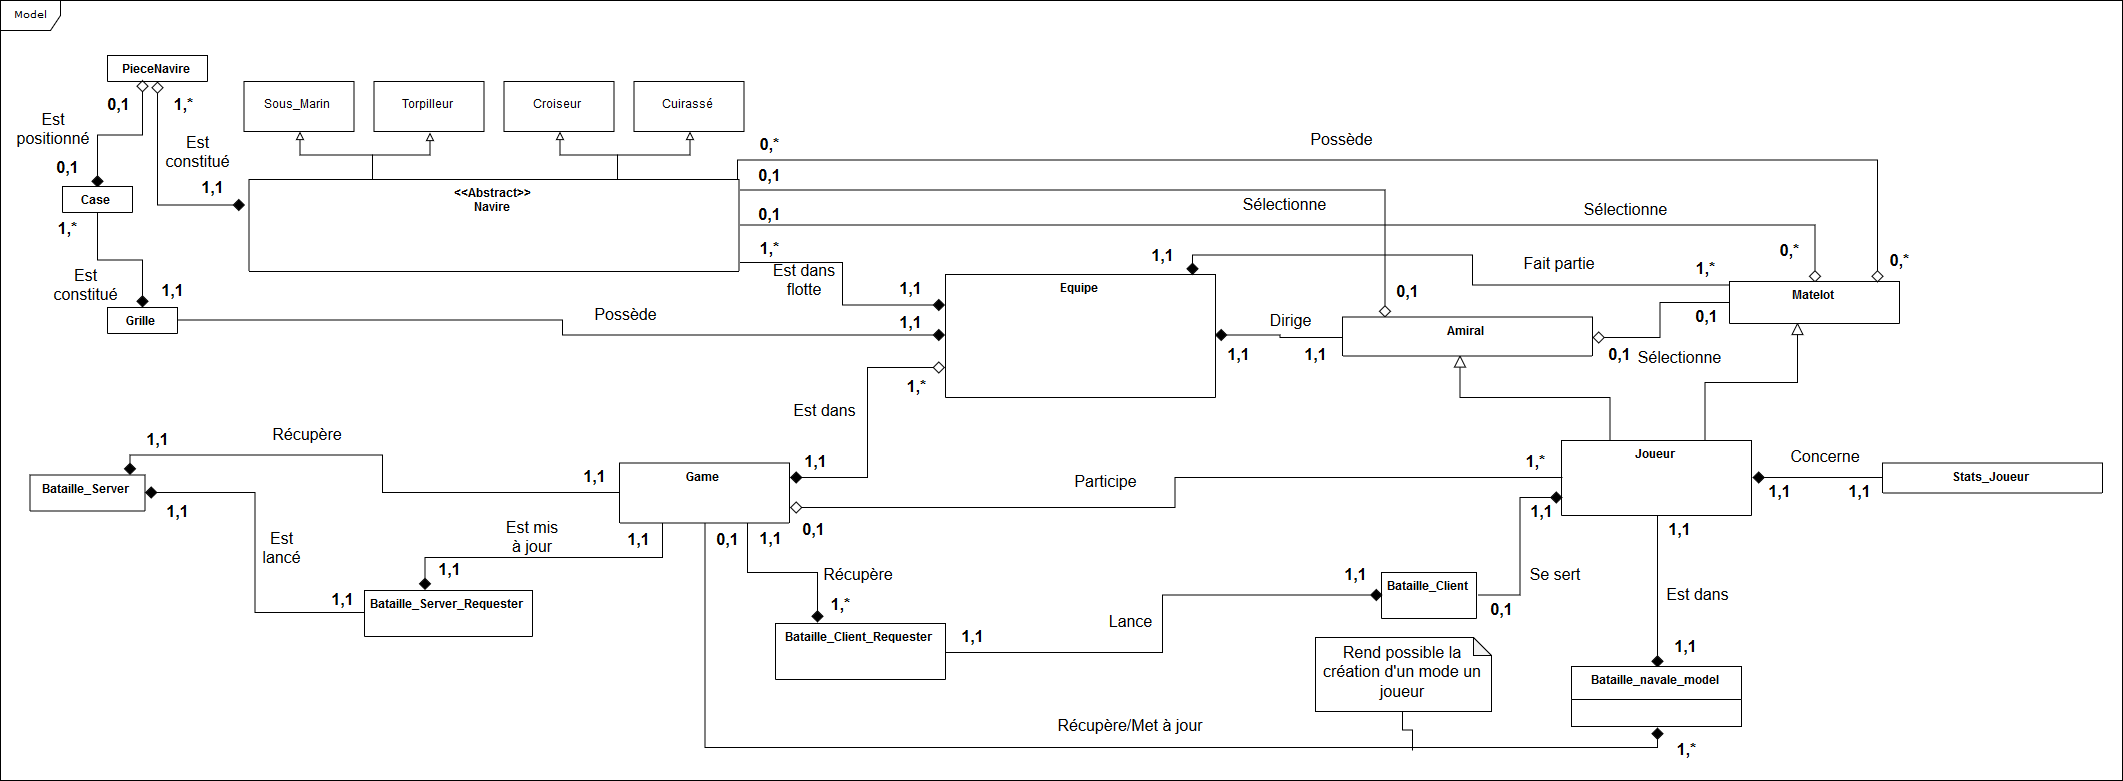 Model
PieceNavire
0,1
1,*
Est
positionné
Est
constitué
0,1
1,1
Case
1,*
Est
constitué
1,1
Grille
Sous_Marin
Torpilleur
Croiseur
Cuirassé
<<Abstract>>
Navire
0,*
Possède
0,1
Sélectionne
0,1
Sélectionne
1,*
Est dans
flotte
1,1
Possède
1,1
1,1
Fait partie
1,*
0,*
0,*
Equipe
Matelot
0,1
0,1
Dirige
1,1
1,1
Amiral
0,1
Sélectionne
1,*
Est dans
1,1
Récupère
1,1
1,1
Bataille_Server
1,1
Game
Participe
1,*
0,1
Joueur
Concerne
1,1
1,1
Stats_Joueur
Est
lancé
Est mis
à jour
1,1
0,1
1,1
1,1
1,1
Bataille_Server_Requester
Récupère
1,*
Bataille_Client_Requester
1,1
Lance
1,1
Bataille_Client
0,1
Se sert
1,1
1,1
Est dans
1,1
Rend possible la
création d'un mode un
joueur
Bataille_navale_model
Récupère/Met à jour
1,*